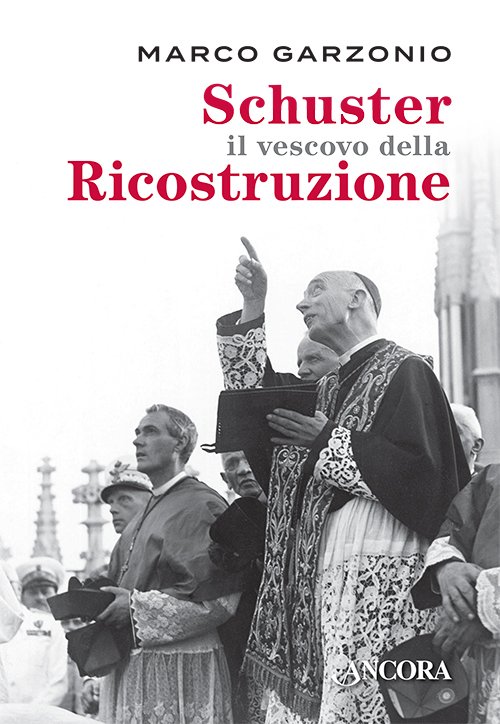 MARCO GARZONIO
Schuster
il vescovo della
Ricostruzione
ANCORA